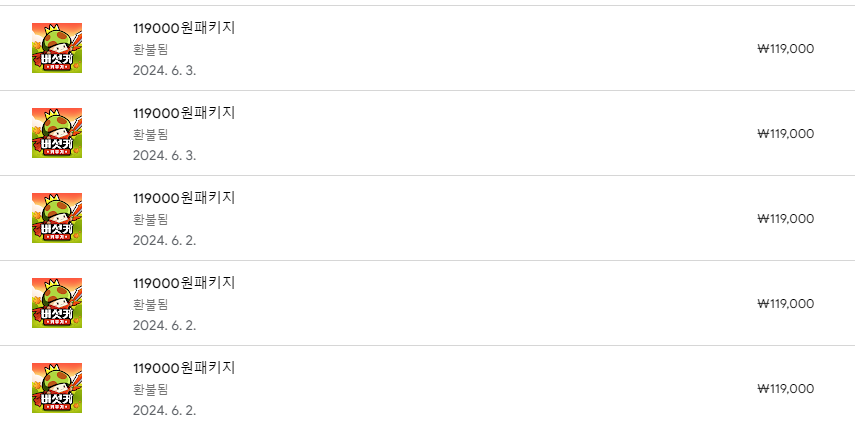 버섯커
키우기
119000원패키지
환불됨
2024. 6. 3.
₩119,000
버섯커
키우기
119000원패키지
환불됨
2024. 6. 3.
₩119,000
버섯커
키우기
119000원패키지
환불됨
2024. 6. 2.
₩119,000
버섯커
키우기
119000원패키지
환불됨
2024. 6. 2.
₩119,000
버섯커
키우기
119000원패키지
환불됨
2024. 6. 2.
₩119,000